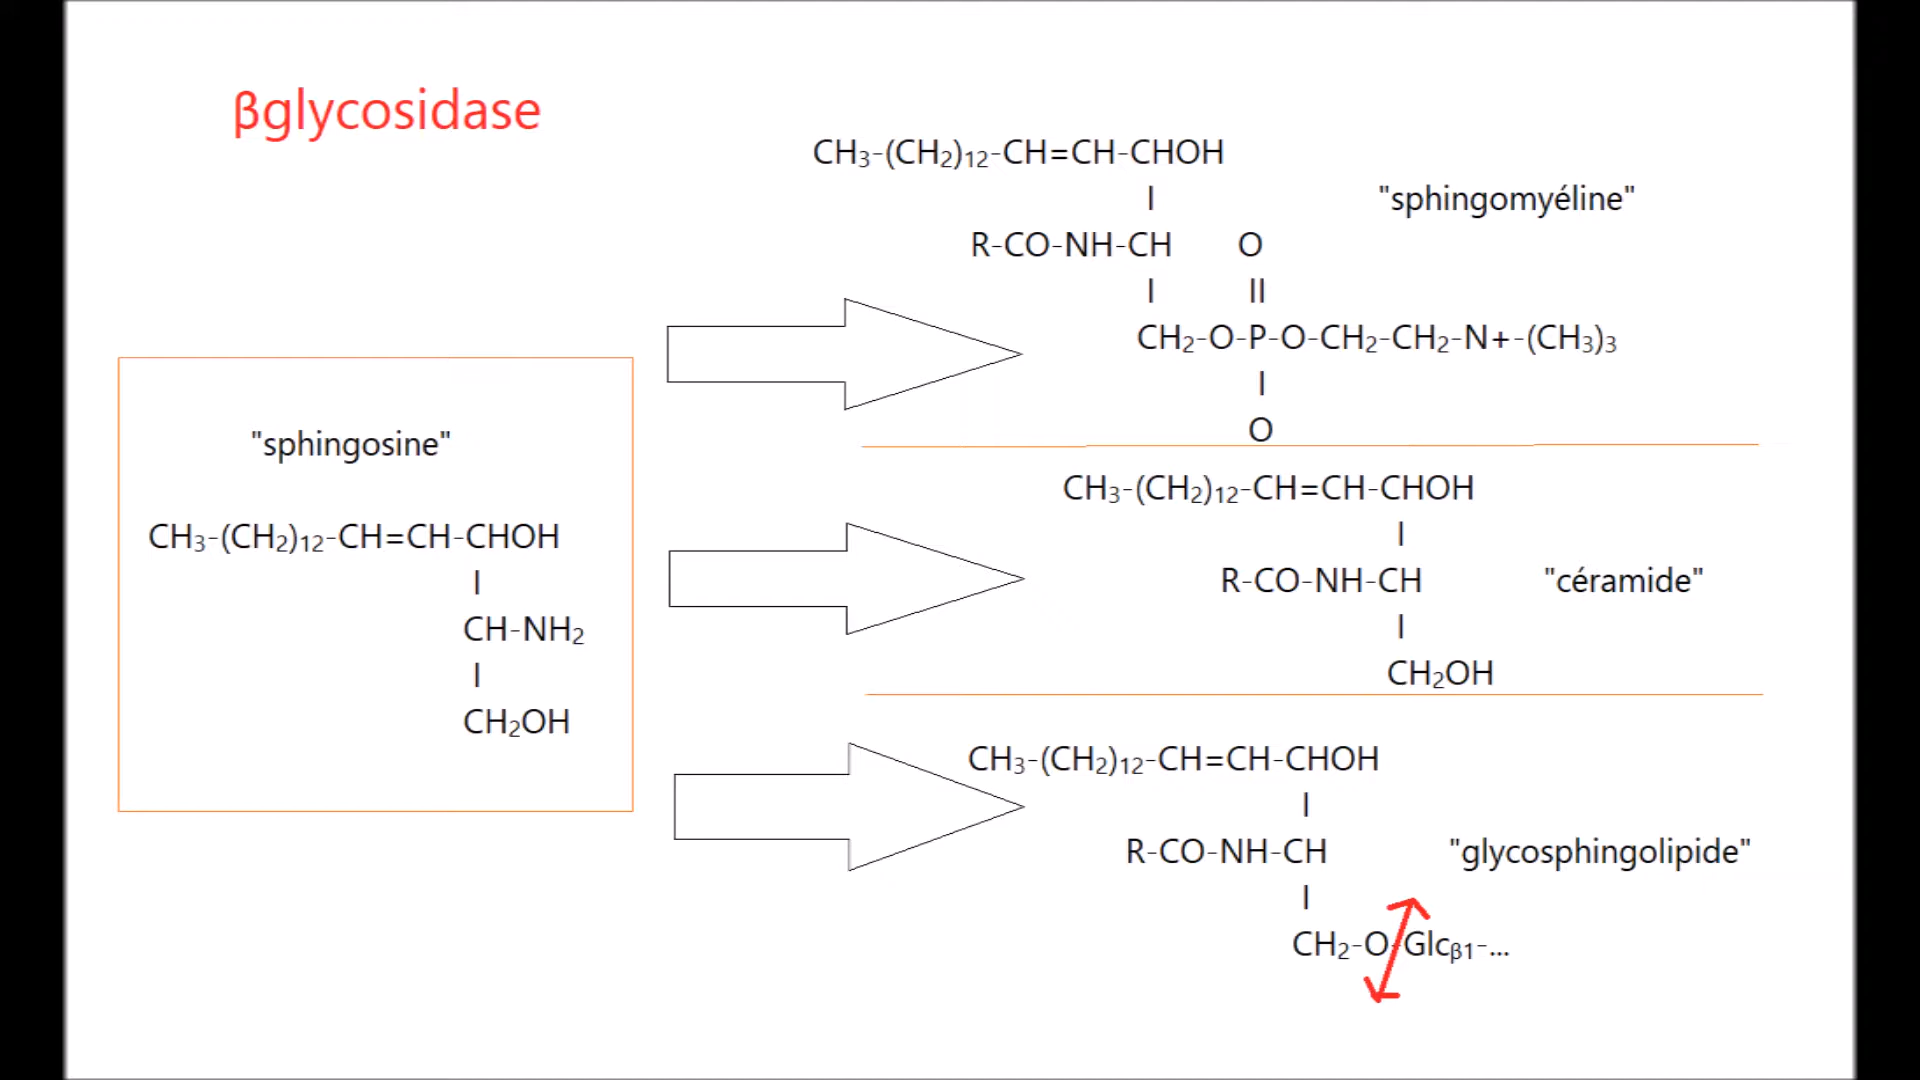 βglycosidase
CH₃-(CH₂)₁₂-CH=CH-CHOH
I
"sphingomyéline"
R-CO-NH-CH O
I II
CH₂-O-P-O-CH₂-CH₂-N+-(CH₃)₃
I
O
"sphingosine"
CH₃-(CH₂)₁₂-CH=CH-CHOH
I
CH-NH₂
I
CH₂OH
CH₃-(CH₂)₁₂-CH=CH-CHOH
I
R-CO-NH-CH "céramide"
I
CH₂OH
CH₃-(CH₂)₁₂-CH=CH-CHOH
I
R-CO-NH-CH "glycosphingolipide"
I
CH₂-O-Glcᵦ₁-...